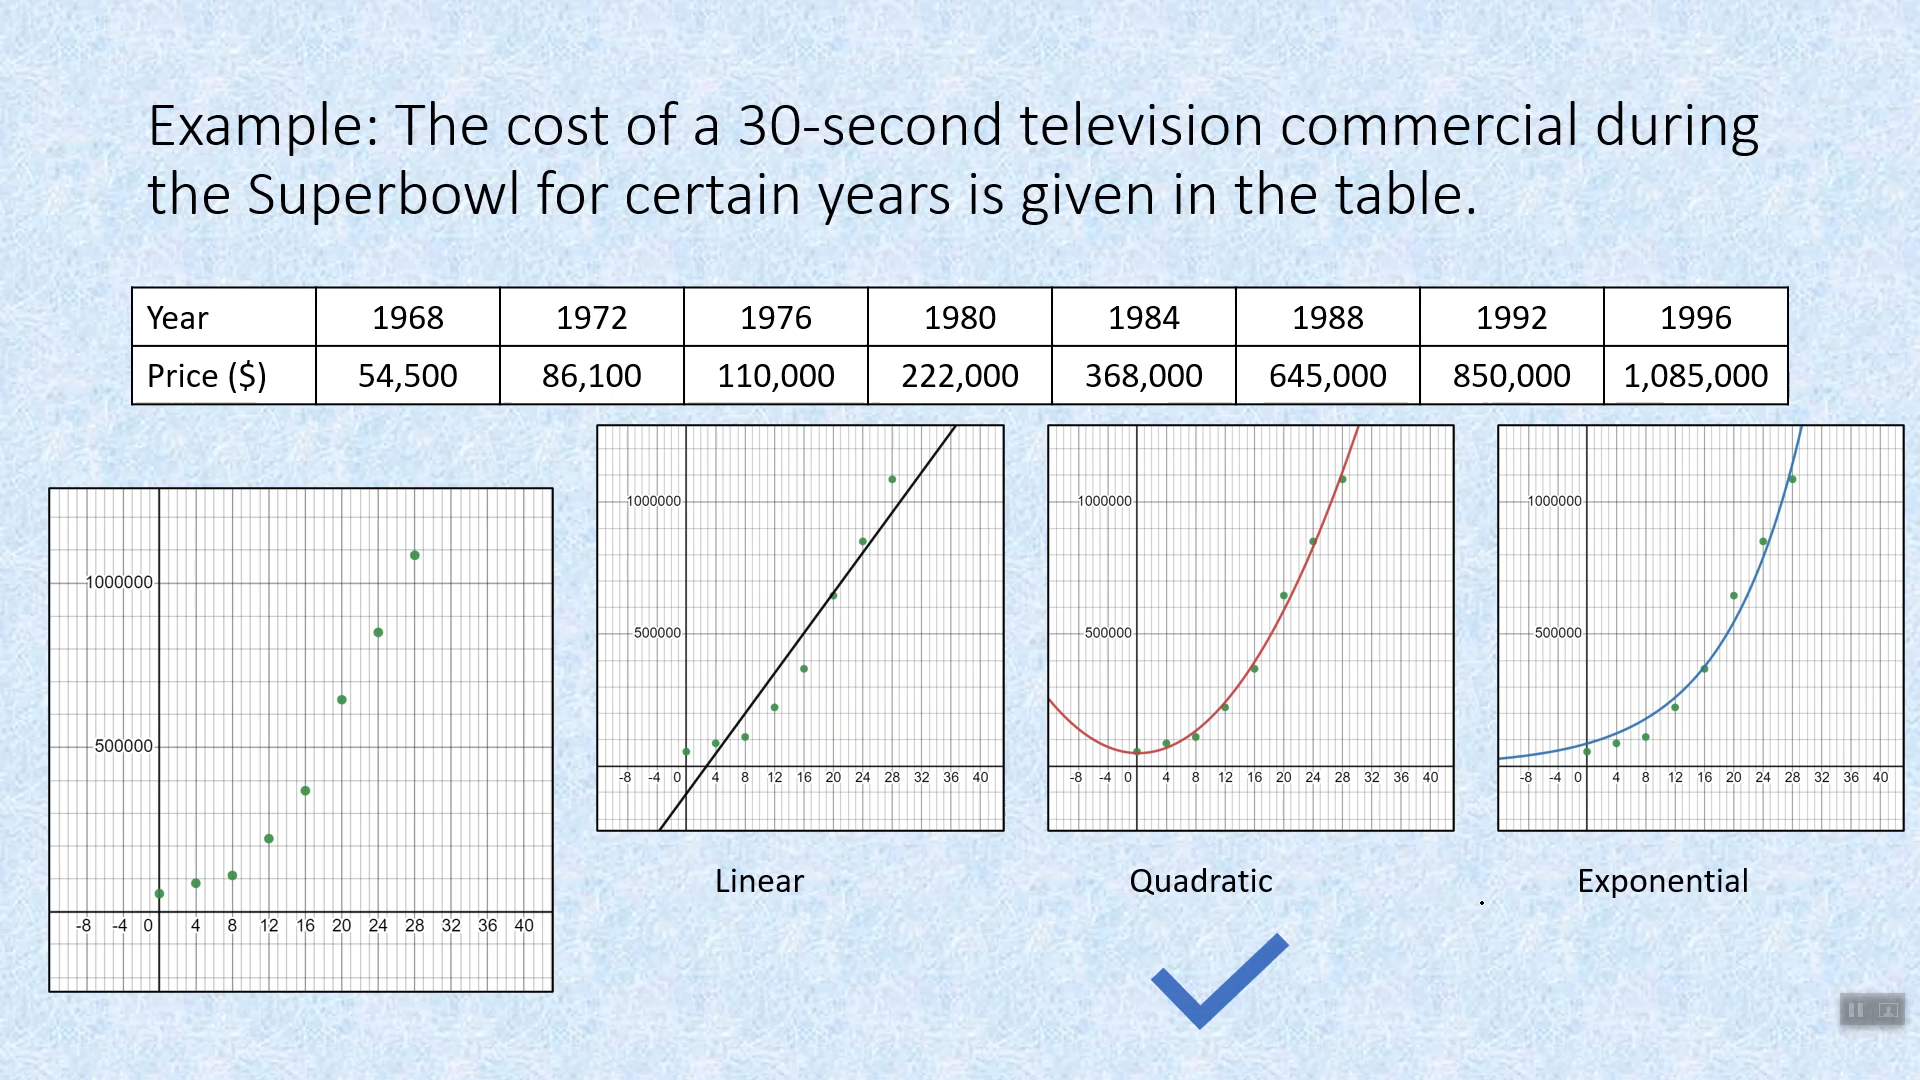 Example: The cost of a 30-second television commercial during
the Superbowl for certain years is given in the table.
Year 1968 1972 1976 1980 1984 1988 1992 1996
Price ($) 54,500 86,100 110,000 222,000 368,000 645,000 850,000 1,085,000
1000000
500000
-8 -4 0 4 8 12 16 20 24 28 32 36 40
1000000
500000
-8 -4 0 4 8 12 16 20 24 28 32 36 40
Linear
1000000
500000
-8 -4 0 4 8 12 16 20 24 28 32 36 40
Quadratic
1000000
500000
-8 -4 0 4 8 12 16 20 24 28 32 36 40
Exponential